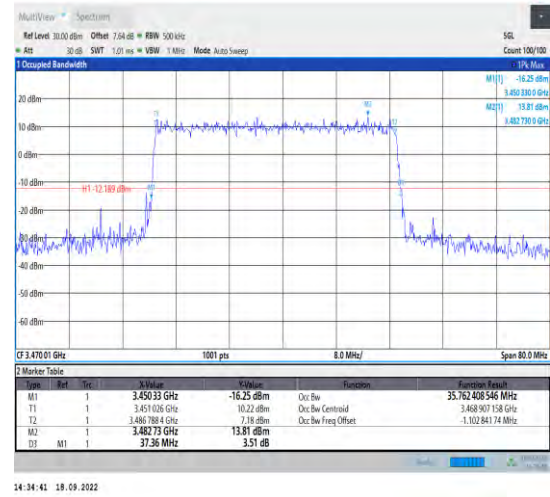 MultiView Spectrum
Ref Level 30.00 dBm Offset 7.64 dB RBW 500 kHz SGL
Att 30 dB SWT 1.01 ms VBW 1 MHz Mode Auto Sweep Count 100/100
1 Occupied Bandwidth 1Pk Max
M1[1] -16.25 dBm
3.450 330 0 GHz
M2[1] 13.81 dBm
3.482 730 0 GHz
20 dBm
M2
T1
T2
10 dBm
0 dBm
-10 dBm
H1 -12.189 dBm
-20 dBm
-30 dBm
-40 dBm
-50 dBm
-60 dBm
CF 3.470 01 GHz 1001 pts 8.0 MHz/ Span 80.0 MHz
2 Marker Table
Type Ref Trc X-Value Y-Value Function Function Result
M1 1 3.450 33 GHz -16.25 dBm Occ Bw 35.762 408 546 MHz
T1 1 3.451 026 GHz 10.22 dBm Occ Bw Centroid 3.468 907 158 GHz
T2 1 3.486 788 4 GHz 7.18 dBm Occ Bw Freq Offset -1.102 841 74 MHz
M2 1 3.482 73 GHz 13.81 dBm
D3 M1 1 37.36 MHz 3.51 dB
14:34:41 18.09.2022